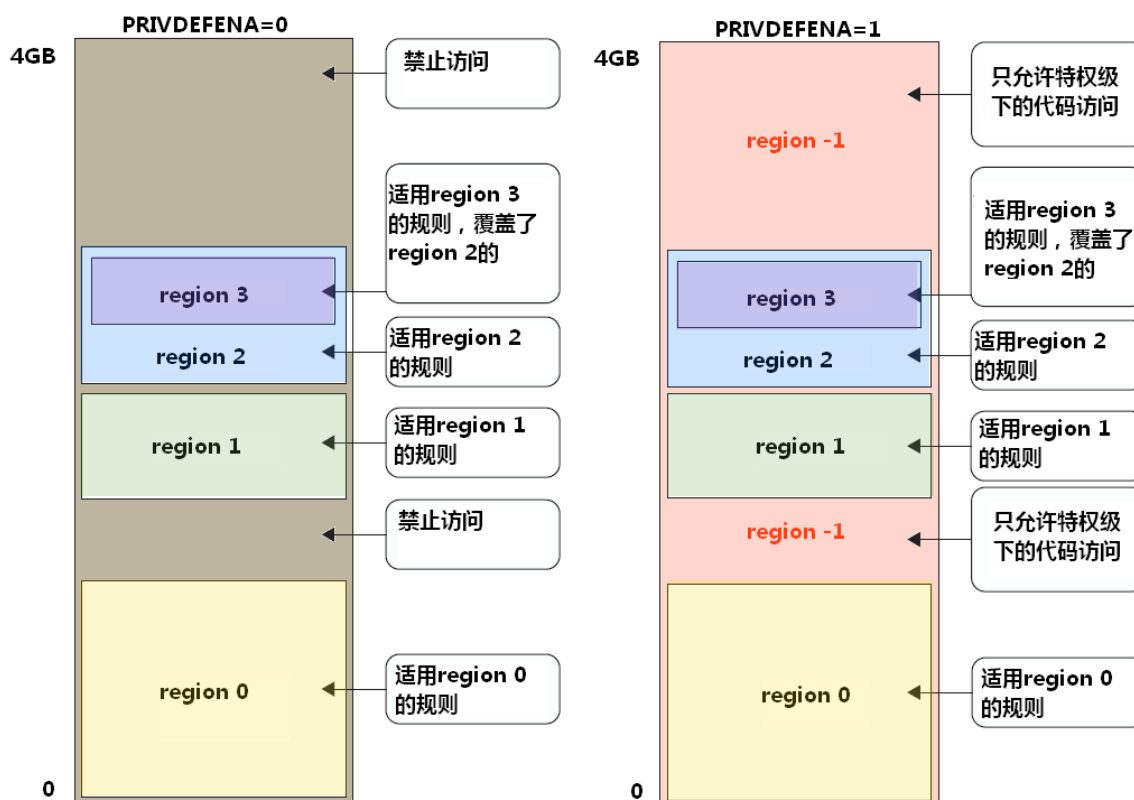 PRIVDEFENA=0
4GB
禁止访问
适用region 3
的规则，覆盖了
region 2的
region 3
适用region 2
的规则
region 2
适用region 1
的规则
region 1
禁止访问
适用region 0
的规则
region 0
0
PRIVDEFENA=1
4GB
只允许特权级
下的代码访问
region -1
适用region 3
的规则，覆盖了
region 2的
region 3
适用region 2
的规则
region 2
适用region 1
的规则
region 1
只允许特权级
下的代码访问
region -1
适用region 0
的规则
region 0
0